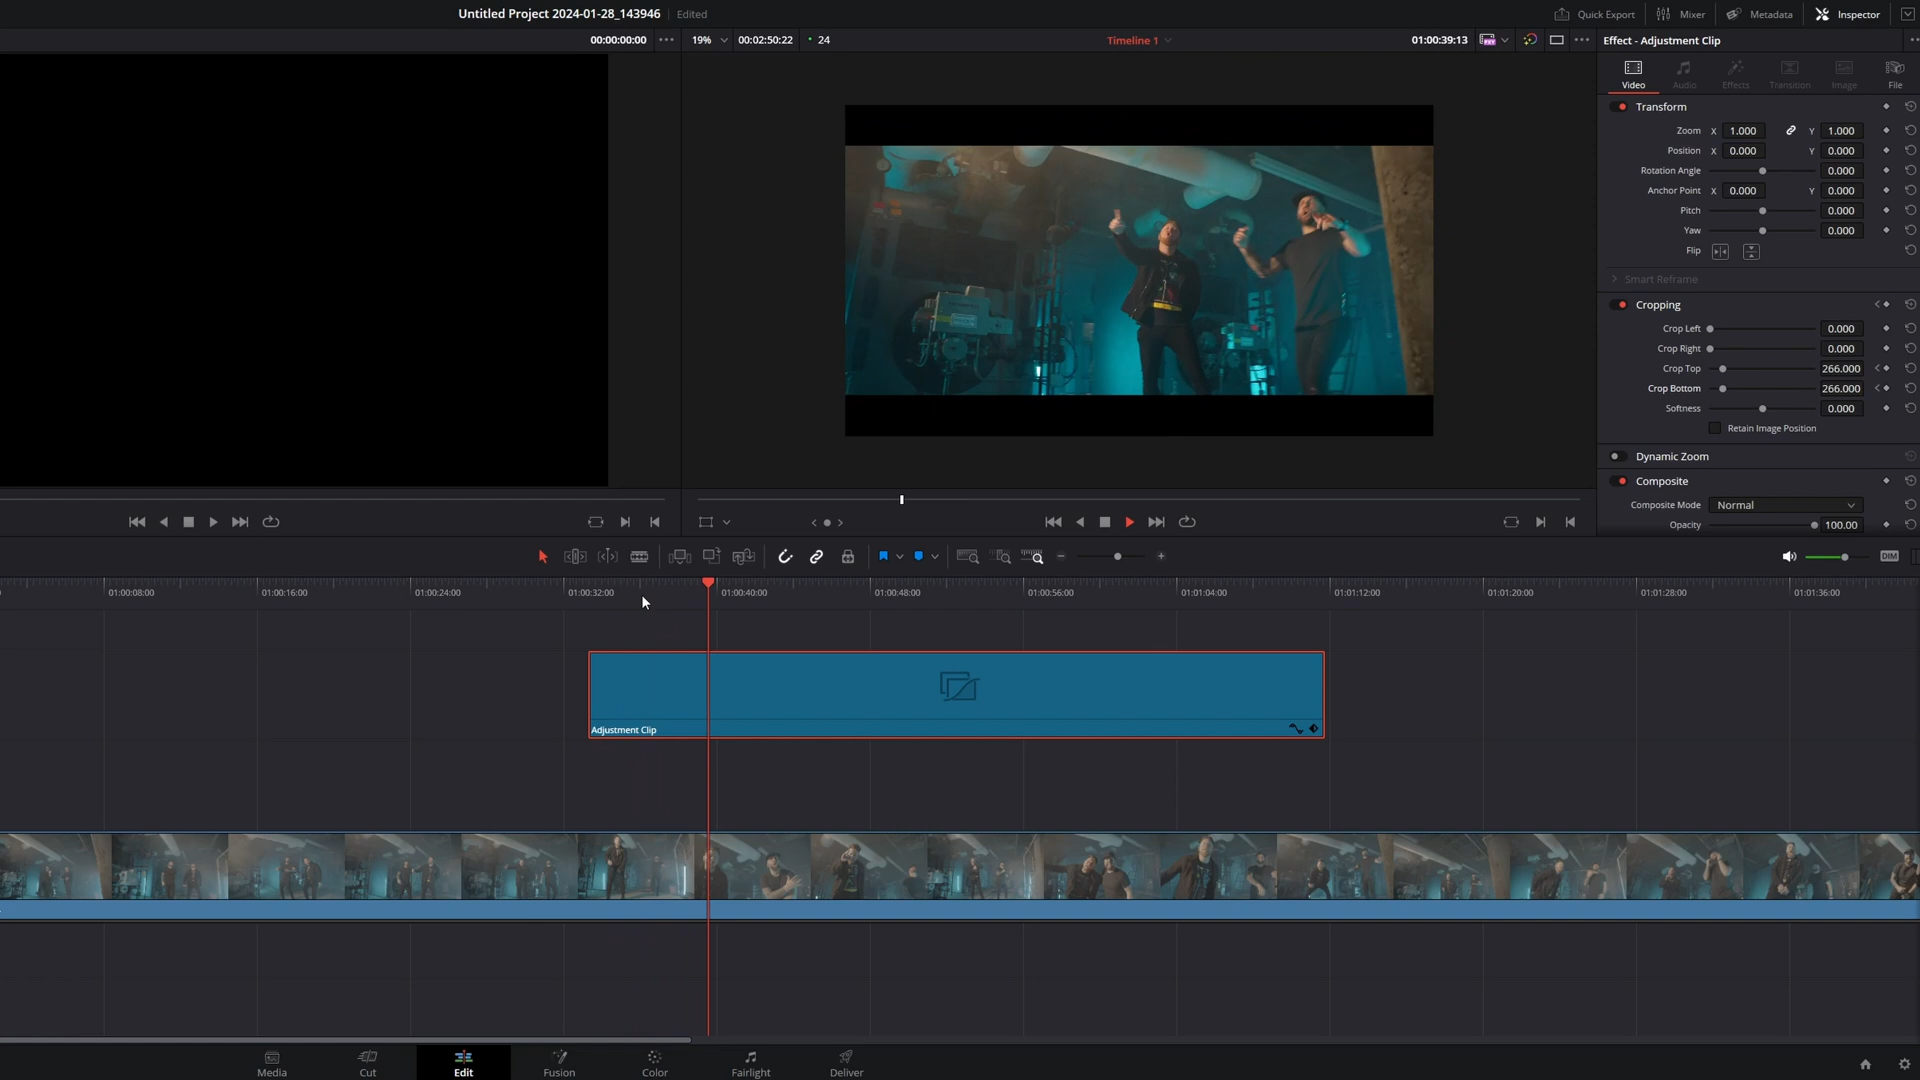 Untitled Project 2024-01-28_143946 Edited
Quick Export Mixer Metadata Inspector
00:00:00:00 ••• 19% 00:02:50:22 • 24 Timeline 1 01:00:39:13 ••• Effect - Adjustment Clip
Video Audio Effects Transition Image File
Transform
Zoom X 1.000 Y 1.000
Position X 0.000 Y 0.000
Rotation Angle 0.000
Anchor Point X 0.000 Y 0.000
Pitch 0.000
Yaw 0.000
Flip
Smart Reframe
Cropping
Crop Left 0.000
Crop Right 0.000
Crop Top 266.000
Crop Bottom 266.000
Softness 0.000
Retain Image Position
Dynamic Zoom
Composite
Composite Mode Normal
Opacity 100.00
DIM
01:00:08:00 01:00:16:00 01:00:24:00 01:00:32:00 01:00:40:00 01:00:48:00 01:00:56:00 01:01:04:00 01:01:12:00 01:01:20:00 01:01:28:00 01:01:36:00
Adjustment Clip
Media Cut Edit Fusion Color Fairlight Deliver